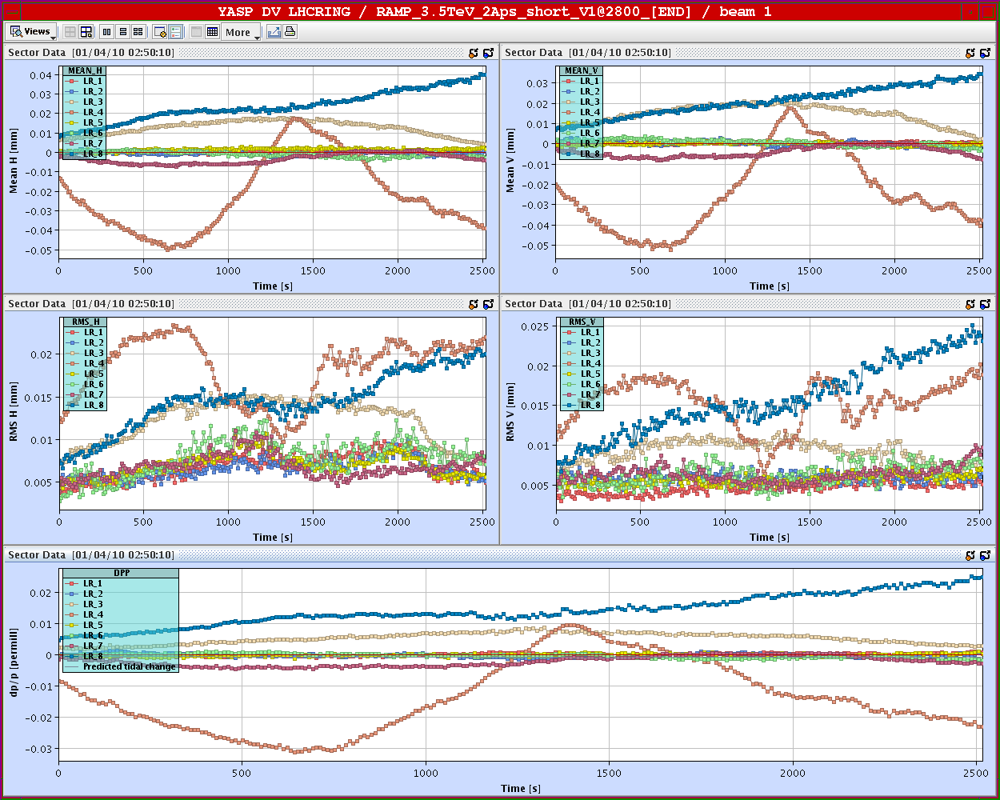 YASP DV LHCRING / RAMP_3.5TeV_2Aps_short_V1@2800_[END] / beam 1
Views More
Sector Data [01/04/10 02:50:10]
Mean H [mm]
0.04
0.03
0.02
0.01
0
-0.01
-0.02
-0.03
-0.04
-0.05
MEAN_H
LR_1
LR_2
LR_3
LR_4
LR_5
LR_6
LR_7
LR_8
0 500 1000 1500 2000 2500
Time [s]
Sector Data [01/04/10 02:50:10]
Mean V [mm]
0.03
0.02
0.01
0
-0.01
-0.02
-0.03
-0.04
-0.05
MEAN_V
LR_1
LR_2
LR_3
LR_4
LR_5
LR_6
LR_7
LR_8
0 500 1000 1500 2000 2500
Time [s]
Sector Data [01/04/10 02:50:10]
RMS H [mm]
0.02
0.015
0.01
0.005
RMS_H
LR_1
LR_2
LR_3
LR_4
LR_5
LR_6
LR_7
LR_8
0 500 1000 1500 2000 2500
Time [s]
Sector Data [01/04/10 02:50:10]
RMS V [mm]
0.025
0.02
0.015
0.01
0.005
RMS_V
LR_1
LR_2
LR_3
LR_4
LR_5
LR_6
LR_7
LR_8
0 500 1000 1500 2000 2500
Time [s]
Sector Data [01/04/10 02:50:10]
dp/p [permill]
0.02
0.01
0
-0.01
-0.02
-0.03
DPP
LR_1
LR_2
LR_3
LR_4
LR_5
LR_6
LR_7
LR_8
Predicted tidal change
0 500 1000 1500 2000 2500
Time [s]